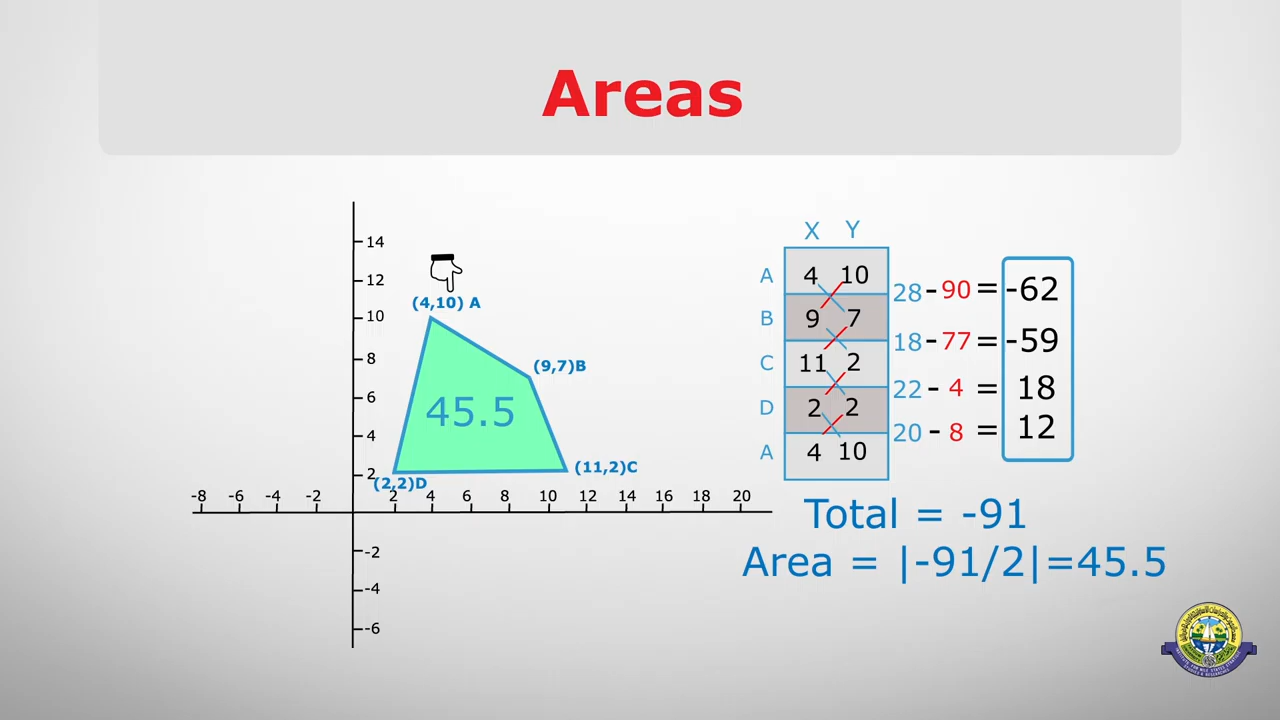 Areas
X Y
14
12
10
8
6
4
2
(4,10) A
(9,7)B
45.5
(11,2)C
(2,2)D
-8 -6 -4 -2 2 4 6 8 10 12 14 16 18 20
-2
-4
-6
A 4 10
28-90=-62
B 9 7
18-77=-59
C 11 2
22-4=18
D 2 2
20-8=12
A 4 10
Total = -91
Area = |-91/2|=45.5